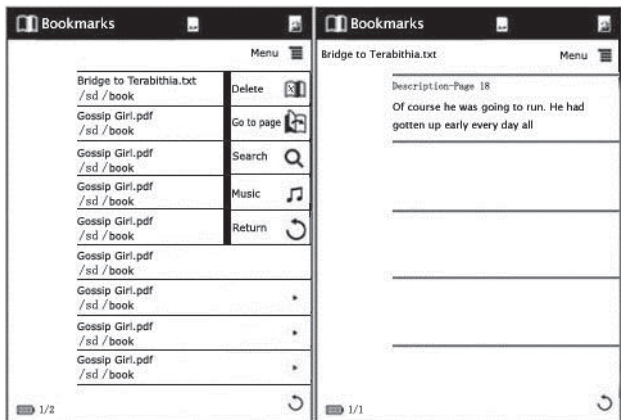 Bookmarks
Menu
Bridge to Terabithia.txt
/sd /book
Gossip Girl.pdf
/sd /book
Gossip Girl.pdf
/sd /book
Gossip Girl.pdf
/sd /book
Gossip Girl.pdf
/sd /book
Gossip Girl.pdf
/sd /book
Gossip Girl.pdf
/sd /book
Gossip Girl.pdf
/sd /book
Gossip Girl.pdf
/sd /book
Delete
Go to page
Search
Music
Return
1/2
Bookmarks
Bridge to Terabithia.txt Menu
Description-Page 18
Of course he was going to run. He had
gotten up early every day all
1/1